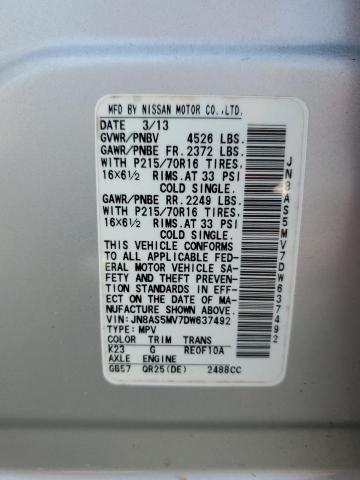 MFD BY NISSAN MOTOR CO.,LTD.
DATE 3/13
GVWR/PNBV 4526 LBS.
GAWR/PNBE FR.2372 LBS.
WITH P215/70R16 TIRES,
16×6½ RIMS.AT 33 PSI
COLD SINGLE.
GAWR/PNBE RR.2249 LBS.
WITH P215/70R16 TIRES,
16×6½ RIMS.AT 33 PSI
COLD SINGLE.
THIS VEHICLE CONFORMS
TO ALL APPLICABLE FED-
ERAL MOTOR VEHICLE SA-
FETY AND THEFT PREVEN-
TION STANDARDS IN EFF-
ECT ON THE DATE OF MA-
NUFACTURE SHOWN ABOVE.
VIN: JN8AS5MV7DW637492
TYPE: MPV
COLOR TRIM TRANS
K23 G RE0F10A
AXLE ENGINE
GB57 QR25(DE) 2488CC
JN8AS5MV7DW637492